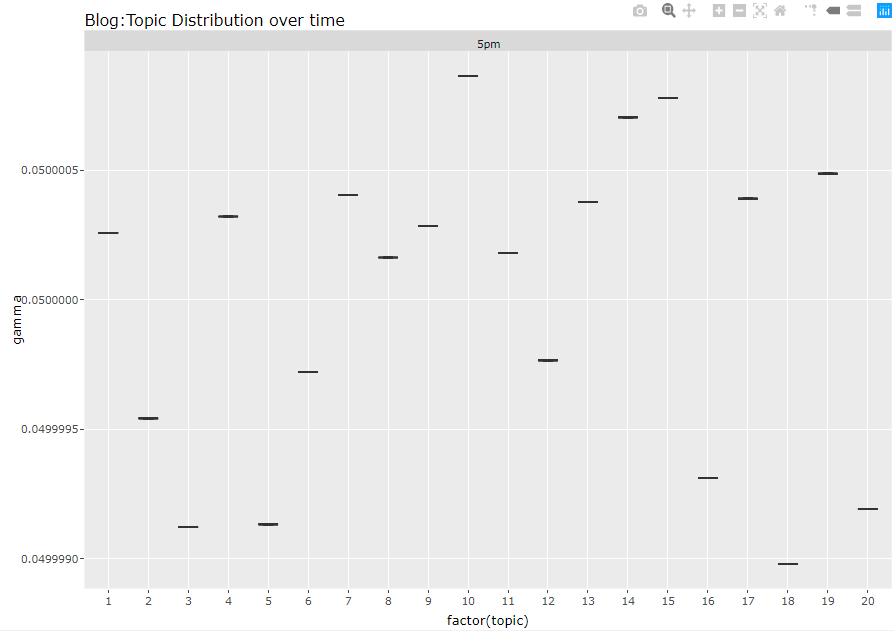 Blog:Topic Distribution over time
5pm
0.0500005
0.0500000
0.0499995
0.0499990
gamma
1 2 3 4 5 6 7 8 9 10 11 12 13 14 15 16 17 18 19 20
factor(topic)